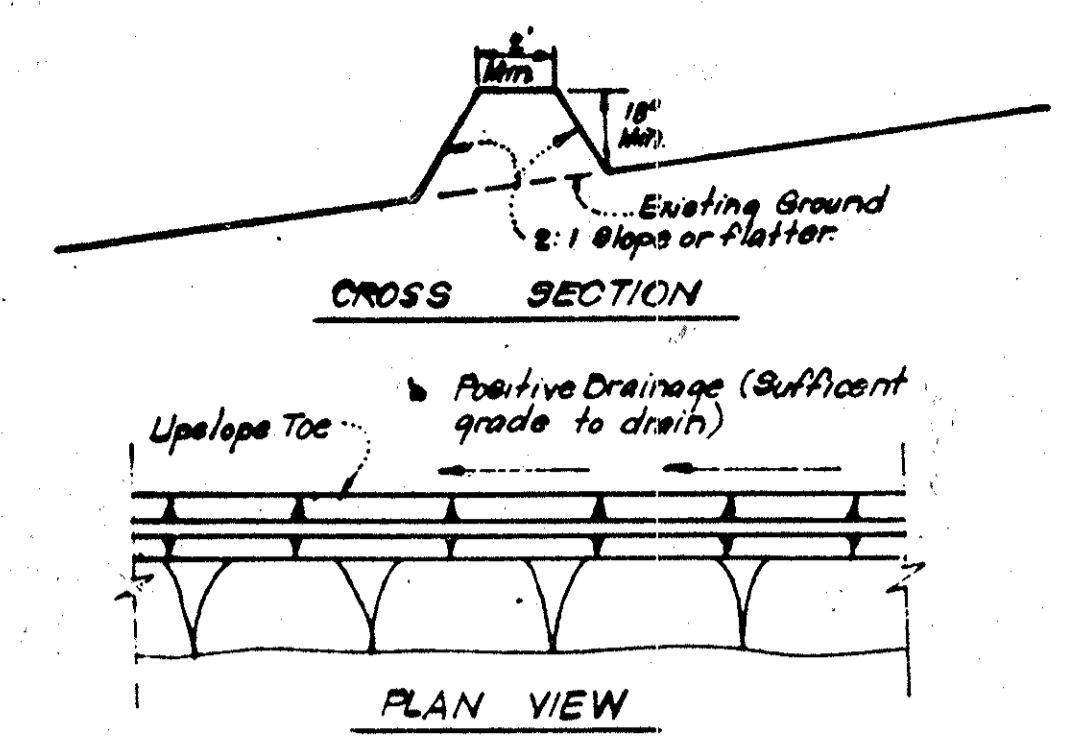 2'
Min.
18"
Min.
Existing Ground
2:1 Slope or flatter.
CROSS SECTION
Positive Drainage (Sufficent
grade to drain)
Upslope Toe
PLAN VIEW